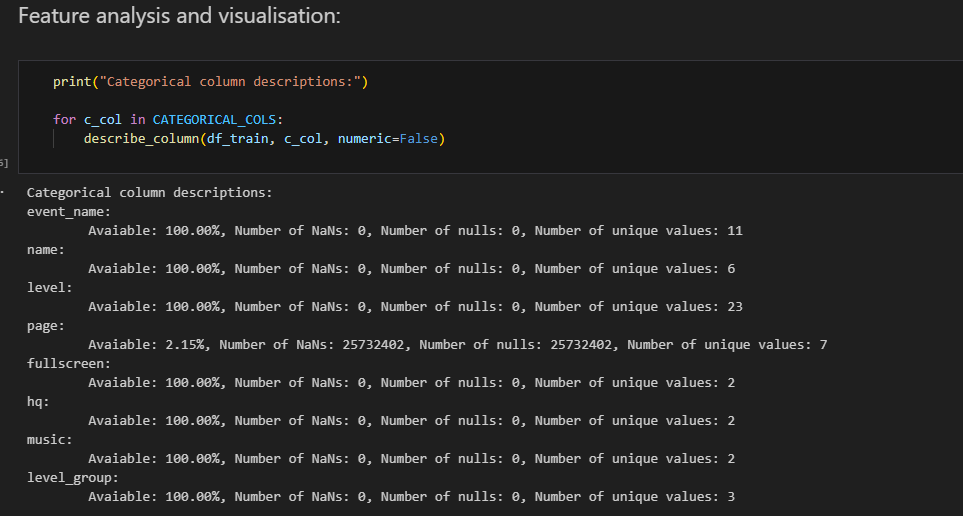 Feature analysis and visualisation:
print("Categorical column descriptions:")
for c_col in CATEGORICAL_COLS:
describe_column(df_train, c_col, numeric=False)
Categorical column descriptions:
event_name:
Avaiable: 100.00%, Number of NaNs: 0, Number of nulls: 0, Number of unique values: 11
name:
Avaiable: 100.00%, Number of NaNs: 0, Number of nulls: 0, Number of unique values: 6
level:
Avaiable: 100.00%, Number of NaNs: 0, Number of nulls: 0, Number of unique values: 23
page:
Avaiable: 2.15%, Number of NaNs: 25732402, Number of nulls: 25732402, Number of unique values: 7
fullscreen:
Avaiable: 100.00%, Number of NaNs: 0, Number of nulls: 0, Number of unique values: 2
hq:
Avaiable: 100.00%, Number of NaNs: 0, Number of nulls: 0, Number of unique values: 2
music:
Avaiable: 100.00%, Number of NaNs: 0, Number of nulls: 0, Number of unique values: 2
level_group:
Avaiable: 100.00%, Number of NaNs: 0, Number of nulls: 0, Number of unique values: 3